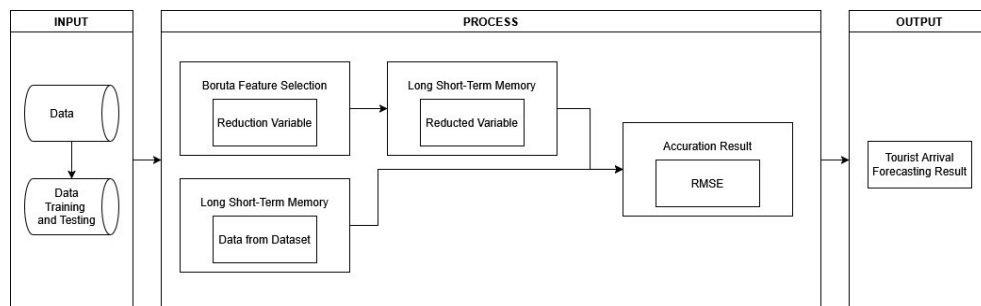 INPUT
PROCESS
OUTPUT
Data
Data
Training
and Testing
Boruta Feature Selection
Reduction Variable
Long Short-Term Memory
Reducted Variable
Long Short-Term Memory
Data from Dataset
Accuration Result
RMSE
Tourist Arrival
Forecasting Result